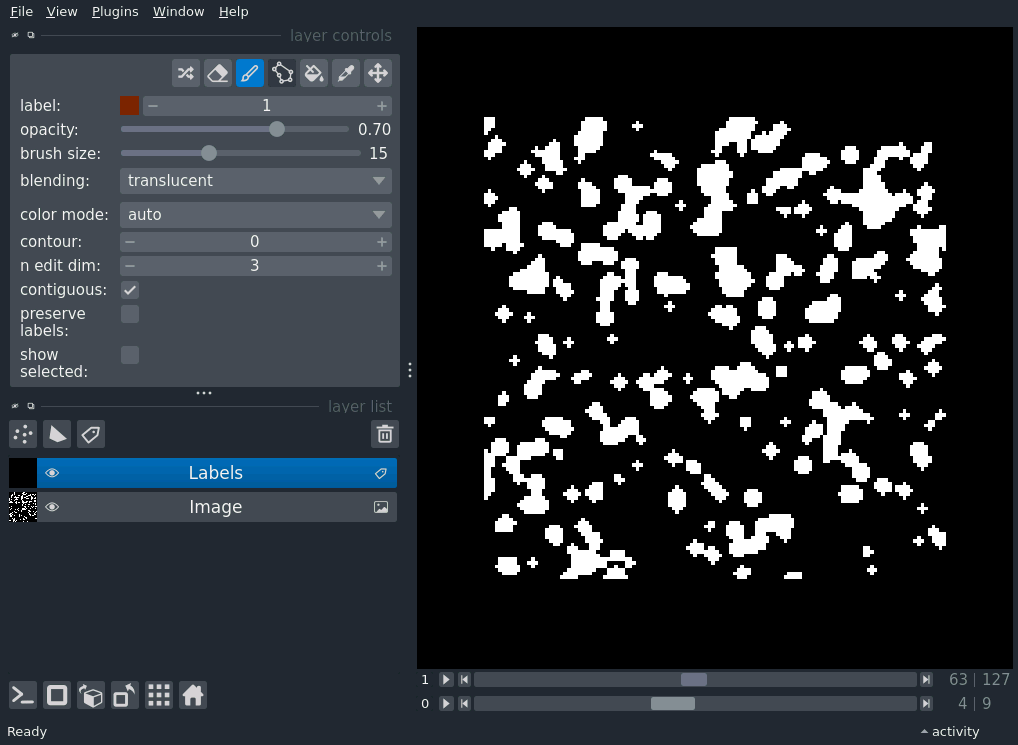 File View Plugins Window Help
layer controls
label: 1
opacity: 0.70
brush size: 15
blending: translucent
color mode: auto
contour: 0
n edit dim: 3
contiguous:
preserve
labels:
show
selected:
layer list
Labels
Image
1 63 | 127
0 4 | 9
Ready activity